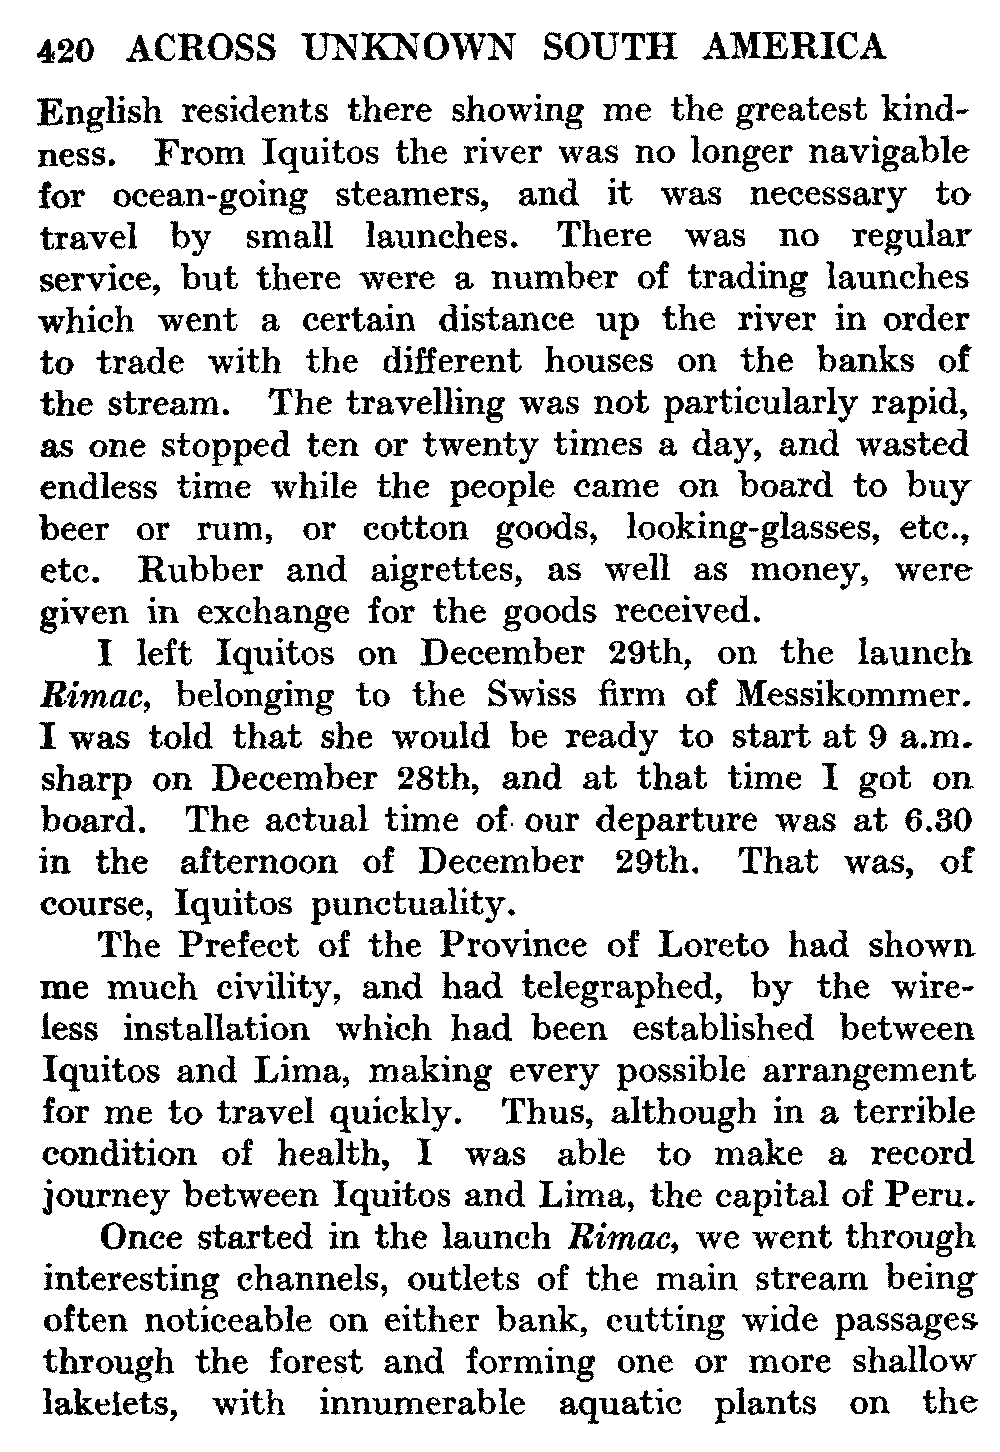 420 ACROSS UNKNOWN SOUTH AMERICA
English residents there showing me the greatest kind-
ness. From Iquitos the river was no longer navigable
for ocean-going steamers, and it was necessary to
travel by small launches. There was no regular
service, but there were a number of trading launches
which went a certain distance up the river in order
to trade with the different houses on the banks of
the stream. The travelling was not particularly rapid,
as one stopped ten or twenty times a day, and wasted
endless time while the people came on board to buy
beer or rum, or cotton goods, looking-glasses, etc.,
etc. Rubber and aigrettes, as well as money, were
given in exchange for the goods received.
I left Iquitos on December 29th, on the launch
Rimac, belonging to the Swiss firm of Messikommer.
I was told that she would be ready to start at 9 a.m.
sharp on December 28th, and at that time I got on
board. The actual time of our departure was at 6.30
in the afternoon of December 29th. That was, of
course, Iquitos punctuality.
The Prefect of the Province of Loreto had shown
me much civility, and had telegraphed, by the wire-
less installation which had been established between
Iquitos and Lima, making every possible arrangement
for me to travel quickly. Thus, although in a terrible
condition of health, I was able to make a record
journey between Iquitos and Lima, the capital of Peru.
Once started in the launch Rimac, we went through
interesting channels, outlets of the main stream being
often noticeable on either bank, cutting wide passages
through the forest and forming one or more shallow
lakelets, with innumerable aquatic plants on the